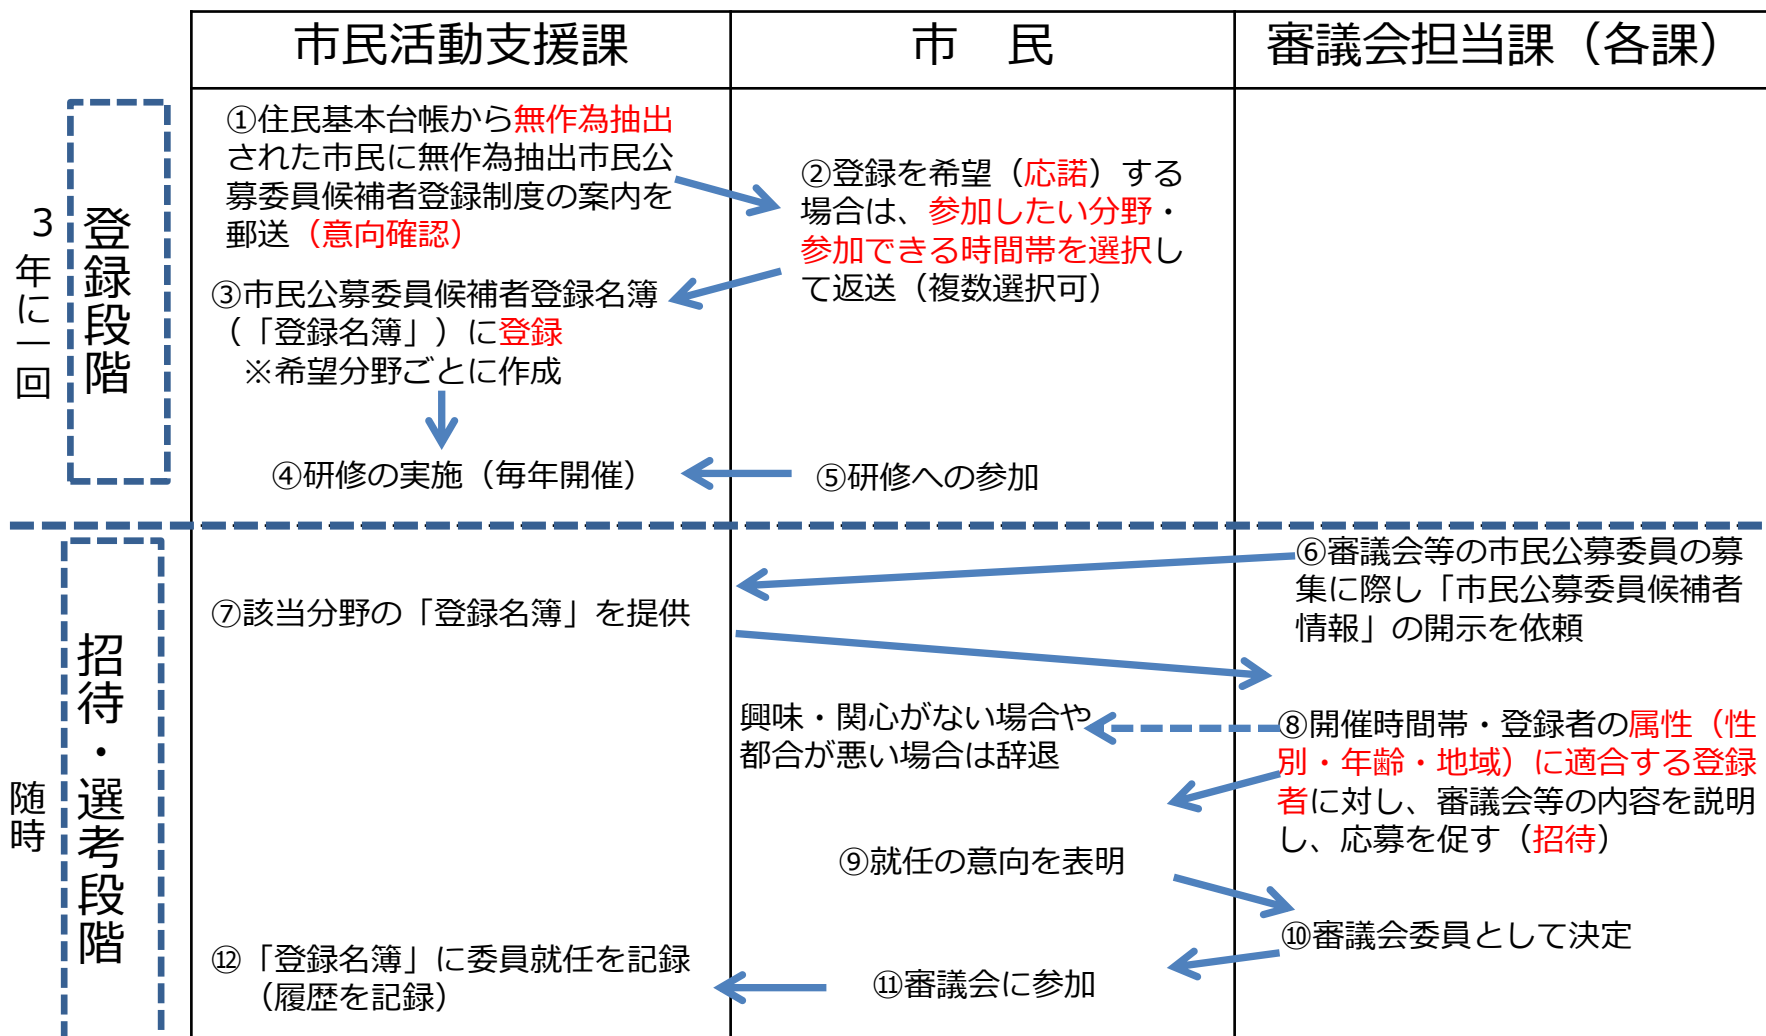 市民活動支援課
市　民
審議会担当課（各課）
3年に一回
登録段階
①住民基本台帳から無作為抽出
された市民に無作為抽出市民公
募委員候補者登録制度の案内を
郵送（意向確認）
②登録を希望（応諾）する
場合は、参加したい分野・
参加できる時間帯を選択し
て返送（複数選択可）
③市民公募委員候補者登録名簿
（「登録名簿」）に登録
※希望分野ごとに作成
④研修の実施（毎年開催）
⑤研修への参加
随時
招待・選考段階
⑥審議会等の市民公募委員の募
集に際し「市民公募委員候補者
情報」の開示を依頼
⑦該当分野の「登録名簿」を提供
興味・関心がない場合や
都合が悪い場合は辞退
⑧開催時間帯・登録者の属性（性
別・年齢・地域）に適合する登録
者に対し、審議会等の内容を説明
し、応募を促す（招待）
⑨就任の意向を表明
⑩審議会委員として決定
⑪審議会に参加
⑫「登録名簿」に委員就任を記録
（履歴を記録）